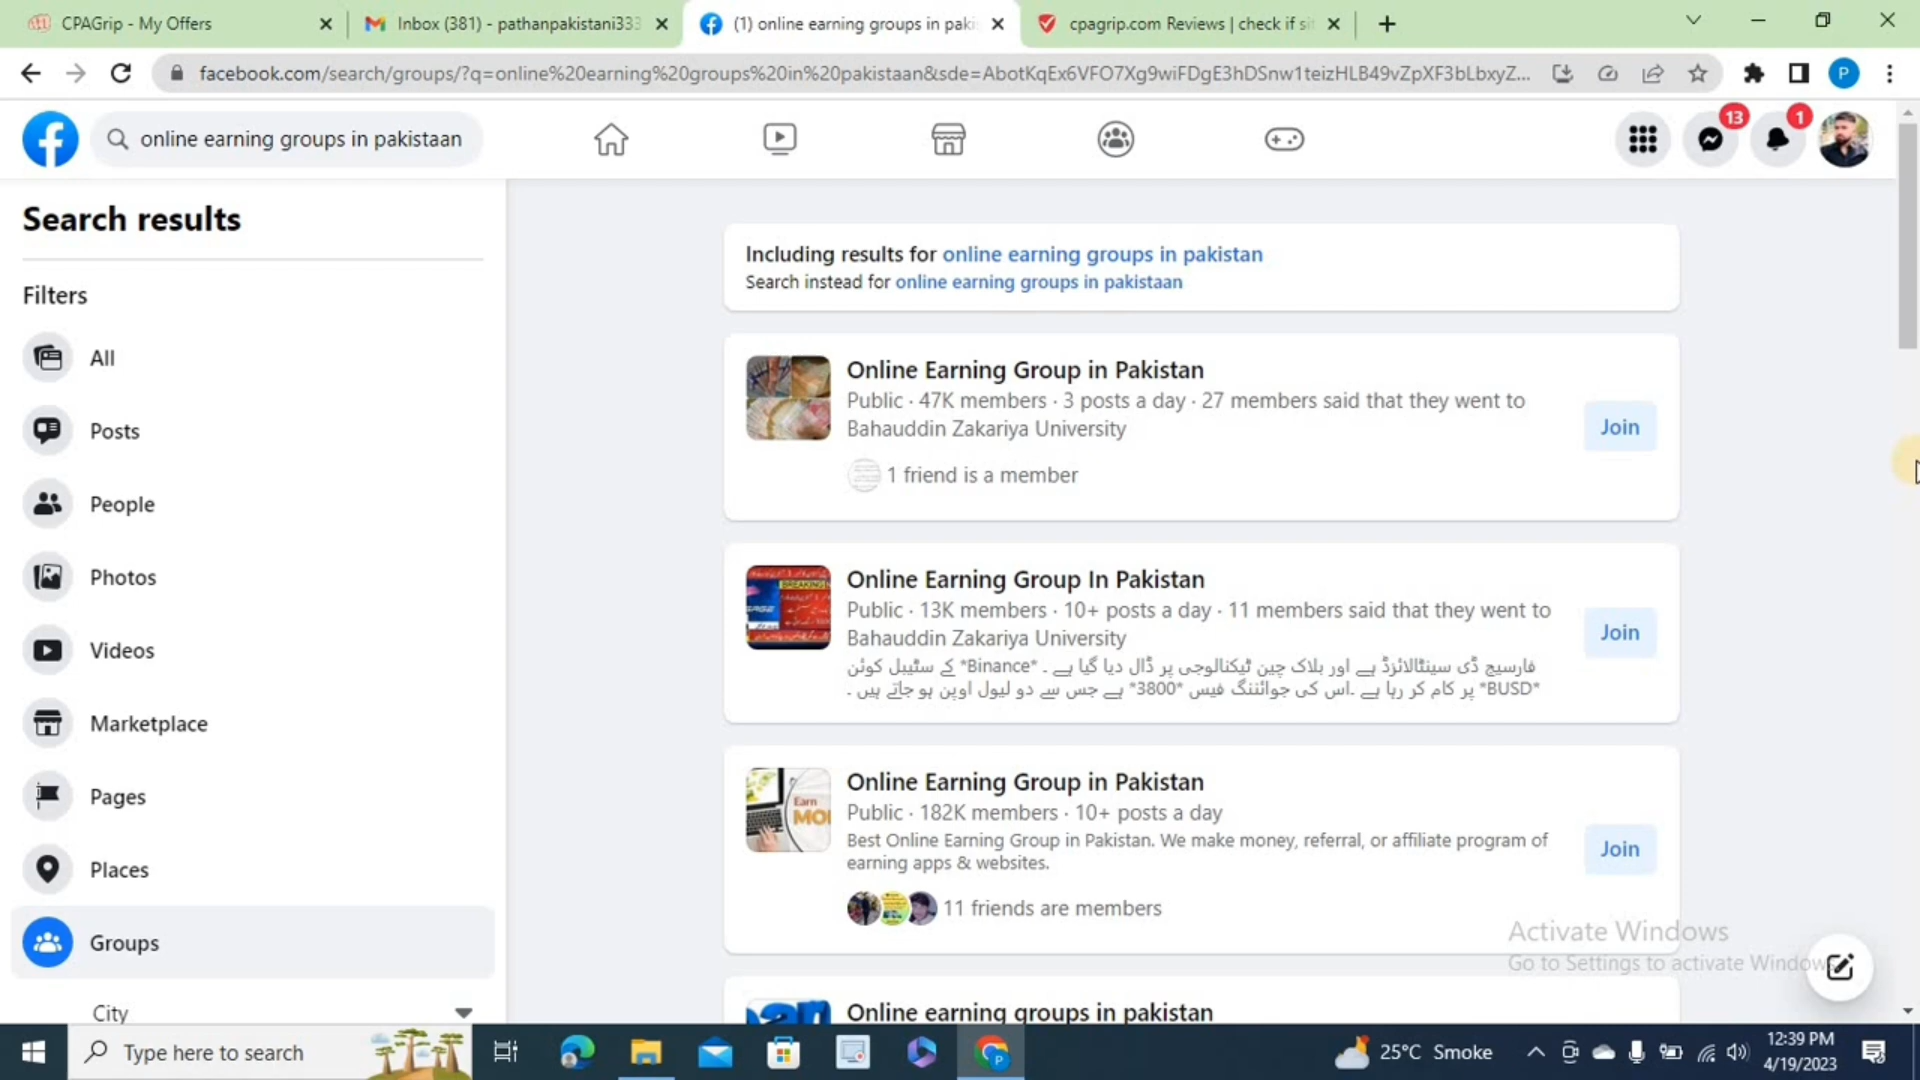 CPAGrip - My Offers
Inbox (381) - pathanpakistani333
(1) online earning groups in paki
cpagrip.com Reviews | check if si
facebook.com/search/groups/?q=online%20earning%20groups%20in%20pakistaan&sde=AbotKqEx6VFO7Xg9wiFDgE3hDSnw1teizHLB49vZpXF3bLbxyZ...
P
online earning groups in pakistaan
13
1
Search results
Filters
All
Posts
People
Photos
Videos
Marketplace
Pages
Places
Groups
City
Including results for online earning groups in pakistan
Search instead for online earning groups in pakistaan
Online Earning Group in Pakistan
Public · 47K members · 3 posts a day · 27 members said that they went to
Bahauddin Zakariya University
1 friend is a member
Join
Online Earning Group In Pakistan
Public · 13K members · 10+ posts a day · 11 members said that they went to
Bahauddin Zakariya University
فارسیج ڈی سینٹالائزڈ ہے اور بلاک چین ٹیکنالوجی پر ڈال دیا گیا ہے ۔ *Binance* کے سٹیبل کوئن
*BUSD* پر کام کر رہا ہے ۔اس کی جوائننگ فیس *3800* ہے جس سے دو لیول اوپن ہو جاتے ہیں ۔
Join
Online Earning Group in Pakistan
Public · 182K members · 10+ posts a day
Best Online Earning Group in Pakistan. We make money, referral, or affiliate program of
earning apps & websites.
11 friends are members
Join
Earn
Online earning groups in pakistan
Activate Windows
Go to Settings to activate Windows
Type here to search
25°C Smoke
12:39 PM
4/19/2023